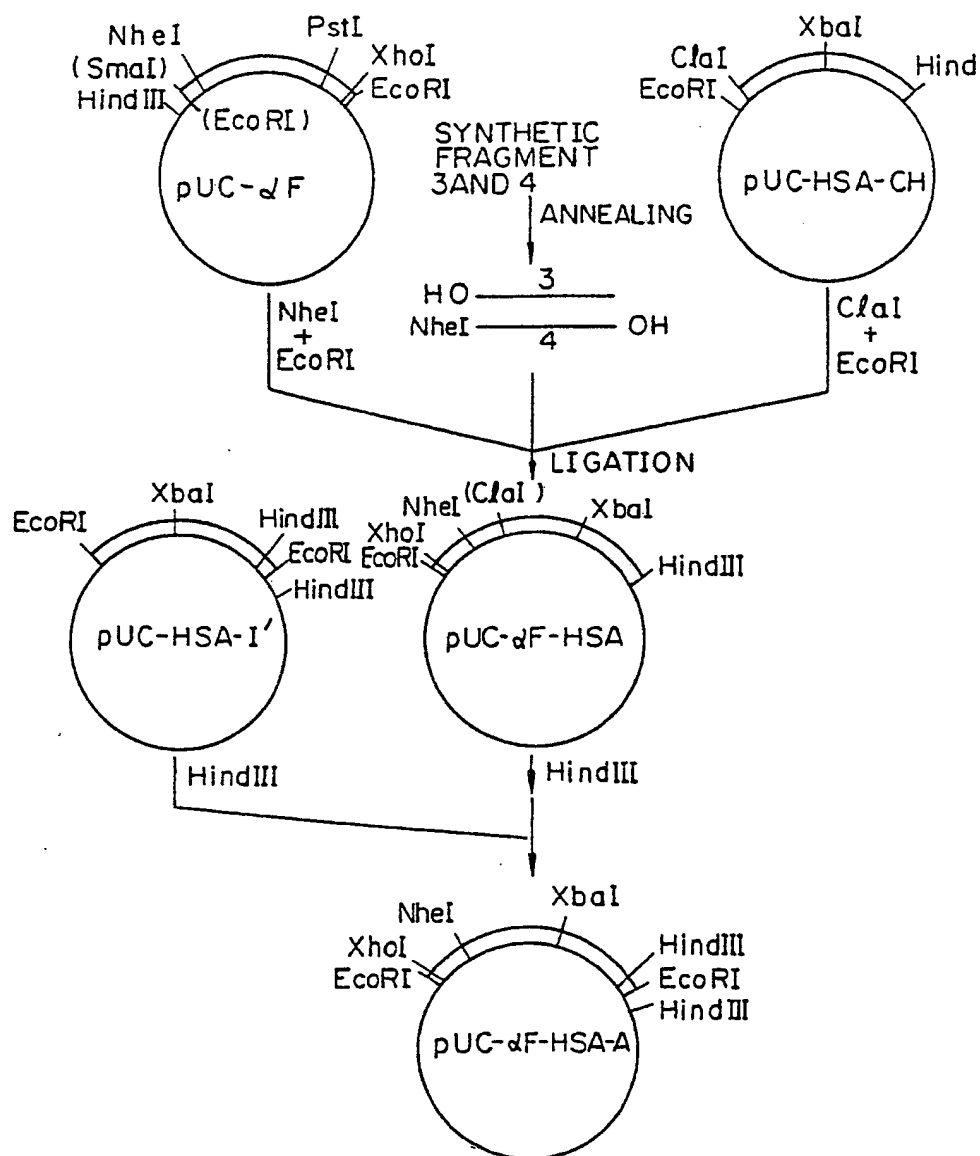 NheI
PstI
(SmaI)
XhoI
HindIII
EcoRI
(EcoRI)
pUC-αF
SYNTHETIC
FRAGMENT
3AND 4
ANNEALING
XbaI
ClaI
EcoRI
Hind
pUC-HSA-CH
HO
3
NheI
4
OH
NheI
+
EcoRI
ClaI
+
EcoRI
LIGATION
XbaI
EcoRI
HindIII
EcoRI
HindIII
pUC-HSA-I′
(ClaI)
NheI
XbaI
XhoI
EcoRI
HindIII
pUC-αF-HSA
HindIII
HindIII
XbaI
NheI
XhoI
HindIII
EcoRI
EcoRI
HindIII
pUC-αF-HSA-A